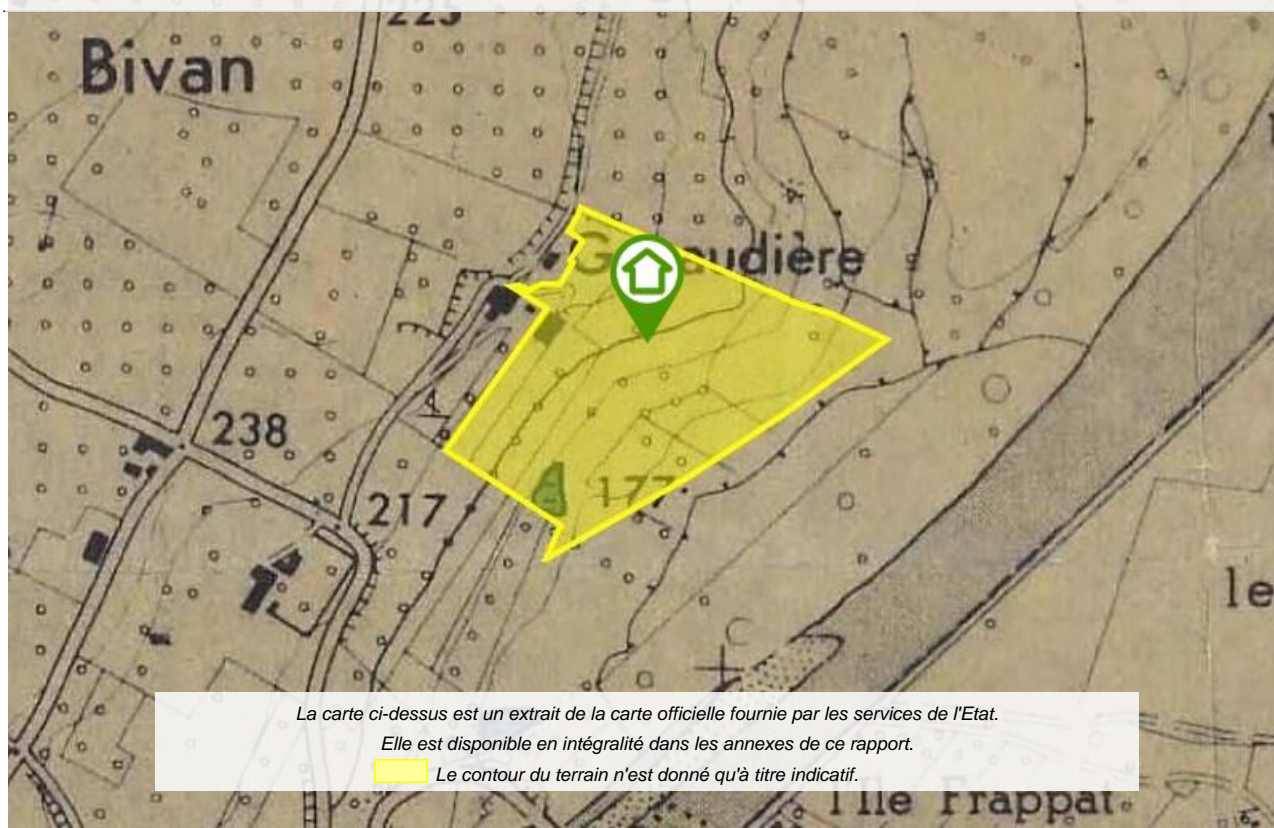 223
Bivan
238
217
177
le
La carte ci-dessus est un extrait de la carte officielle fournie par les services de l'Etat.
Elle est disponible en intégralité dans les annexes de ce rapport.
Le contour du terrain n'est donné qu'à titre indicatif.
l'Ile Frappat